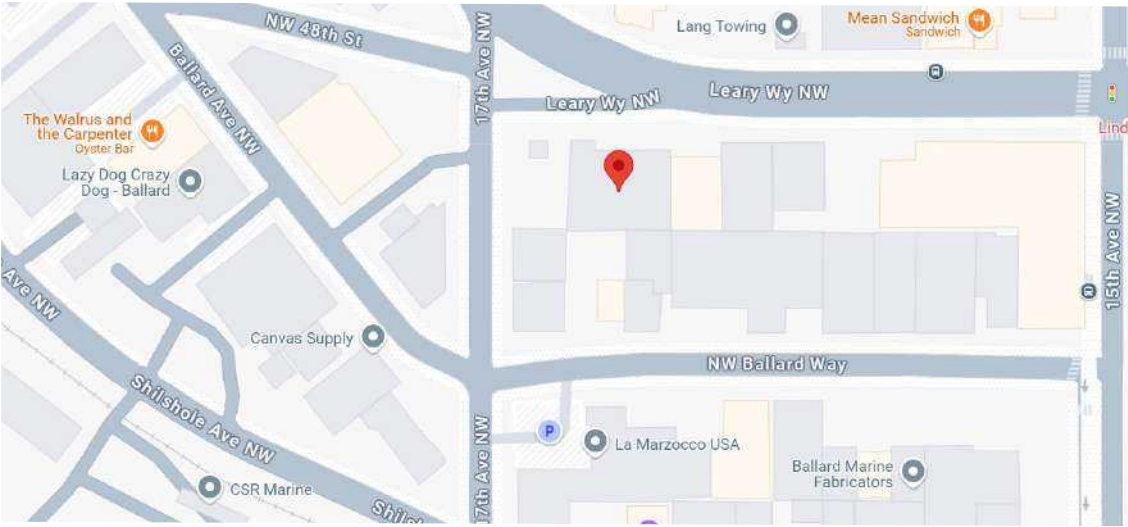 NW 48th St
17th Ave NW
Lang Towing
Mean Sandwich
Sandwich
Ballard Ave NW
Leary Wy NW
Leary Wy NW
The Walrus and
the Carpenter
Oyster Bar
Lind
Lazy Dog Crazy
Dog - Ballard
15th Ave NW
Ave NW
Canvas Supply
NW Ballard Way
Shilshole Ave NW
17th Ave NW
P
La Marzocco USA
Ballard Marine
Fabricators
CSR Marine
Shilsh